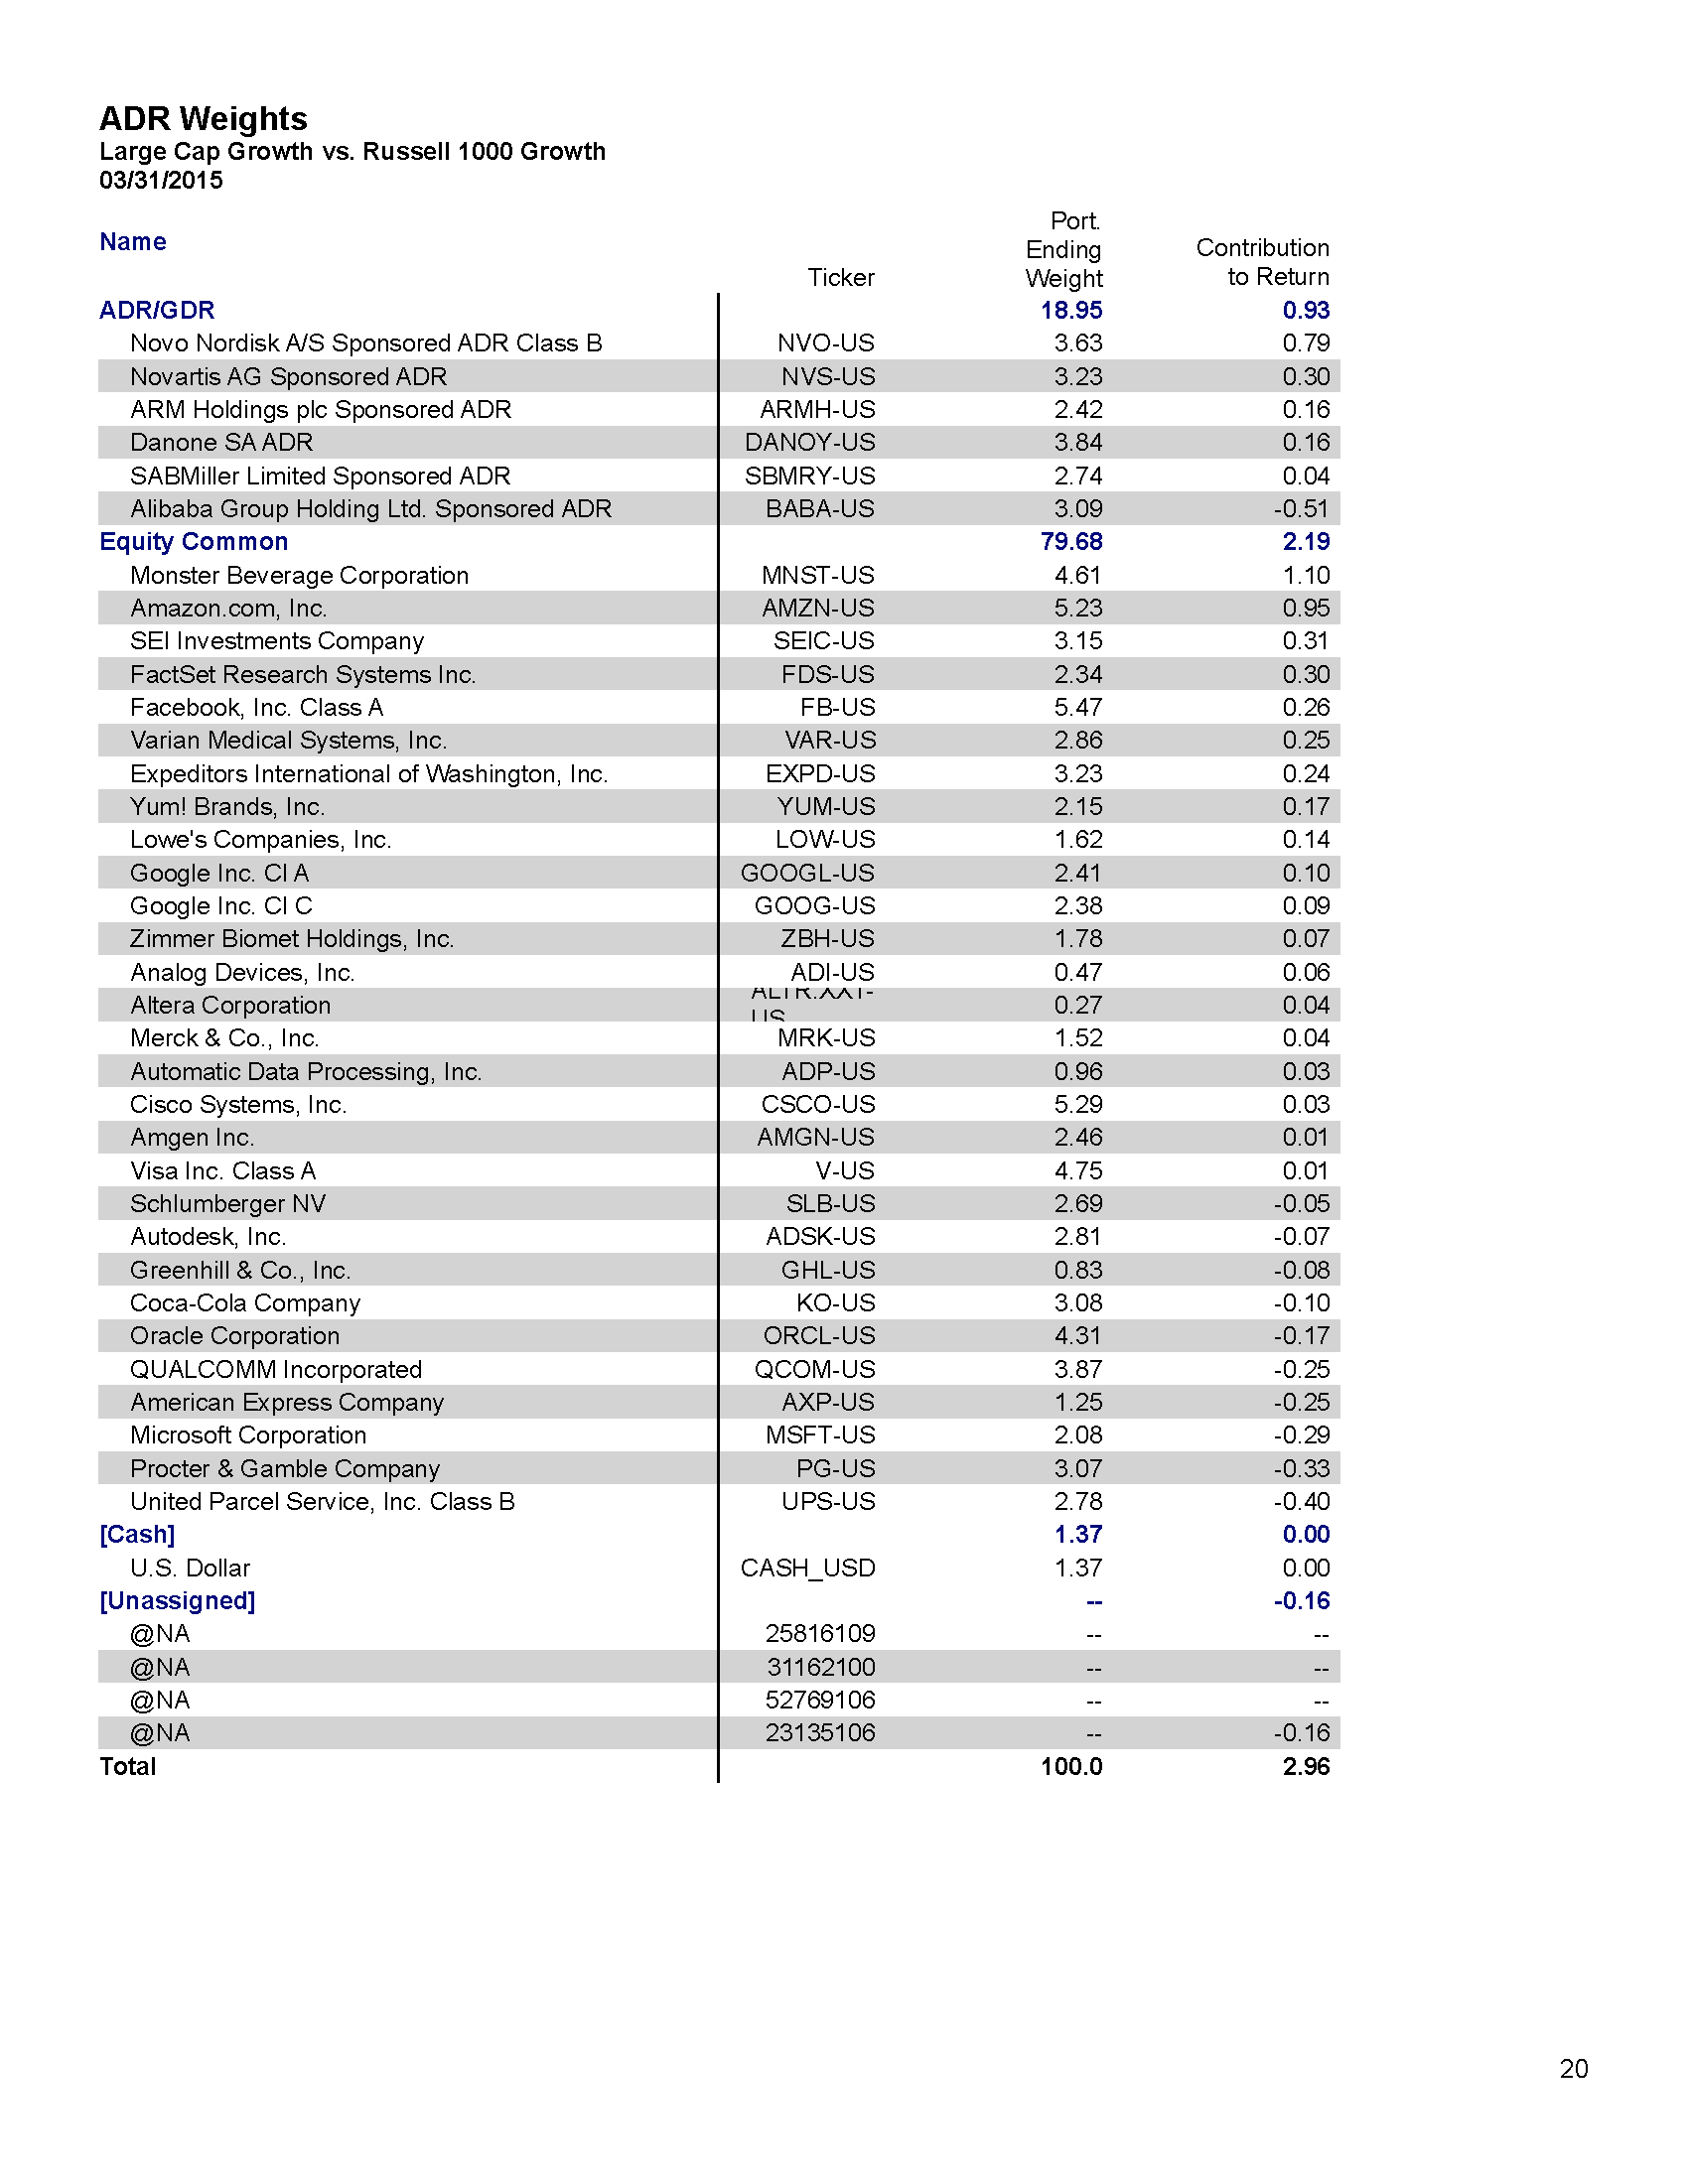 ADR Weights
Large Cap Growth vs. Russell 1000 Growth
03/31/2015
Name Ticker Port. Ending Weight Contribution to Return
ADR/GDR 18.95 0.93
Novo Nordisk A/S Sponsored ADR Class B NVO-US 3.63 0.79
Novartis AG Sponsored ADR NVS-US 3.23 0.30
ARM Holdings plc Sponsored ADR ARMH-US 2.42 0.16
Danone SA ADR DANOY-US 3.84 0.16
SABMiller Limited Sponsored ADR SBMRY-US 2.74 0.04
Alibaba Group Holding Ltd. Sponsored ADR BABA-US 3.09 -0.51
Equity Common 79.68 2.19
Monster Beverage Corporation MNST-US 4.61 1.10
Amazon.com, Inc. AMZN-US 5.23 0.95
SEI Investments Company SEIC-US 3.15 0.31
FactSet Research Systems Inc. FDS-US 2.34 0.30
Facebook, Inc. Class A FB-US 5.47 0.26
Varian Medical Systems, Inc. VAR-US 2.86 0.25
Expeditors International of Washington, Inc. EXPD-US 3.23 0.24
Yum! Brands, Inc. YUM-US 2.15 0.17
Lowe's Companies, Inc. LOW-US 1.62 0.14
Google Inc. Cl A GOOGL-US 2.41 0.10
Google Inc. Cl C GOOG-US 2.38 0.09
Zimmer Biomet Holdings, Inc. ZBH-US 1.78 0.07
Analog Devices, Inc. ADI-US 0.47 0.06
Altera Corporation 0.27 0.04
Merck & Co., Inc. MRK-US 1.52 0.04
Automatic Data Processing, Inc. ADP-US 0.96 0.03
Cisco Systems, Inc. CSCO-US 5.29 0.03
Amgen Inc. AMGN-US 2.46 0.01
Visa Inc. Class A V-US 4.75 0.01
Schlumberger NV SLB-US 2.69 -0.05
Autodesk, Inc. ADSK-US 2.81 -0.07
Greenhill & Co., Inc. GHL-US 0.83 -0.08
Coca-Cola Company KO-US 3.08 -0.10
Oracle Corporation ORCL-US 4.31 -0.17
QUALCOMM Incorporated QCOM-US 3.87 -0.25
American Express Company AXP-US 1.25 -0.25
Microsoft Corporation MSFT-US 2.08 -0.29
Procter & Gamble Company PG-US 3.07 -0.33
United Parcel Service, Inc. Class B UPS-US 2.78 -0.40
[Cash] 1.37 0.00
U.S. Dollar CASH_USD 1.37 0.00
[Unassigned] -- -0.16
@NA 25816109 -- --
@NA 31162100 -- --
@NA 52769106 -- --
@NA 23135106 -- -0.16
Total 100.0 2.96
20